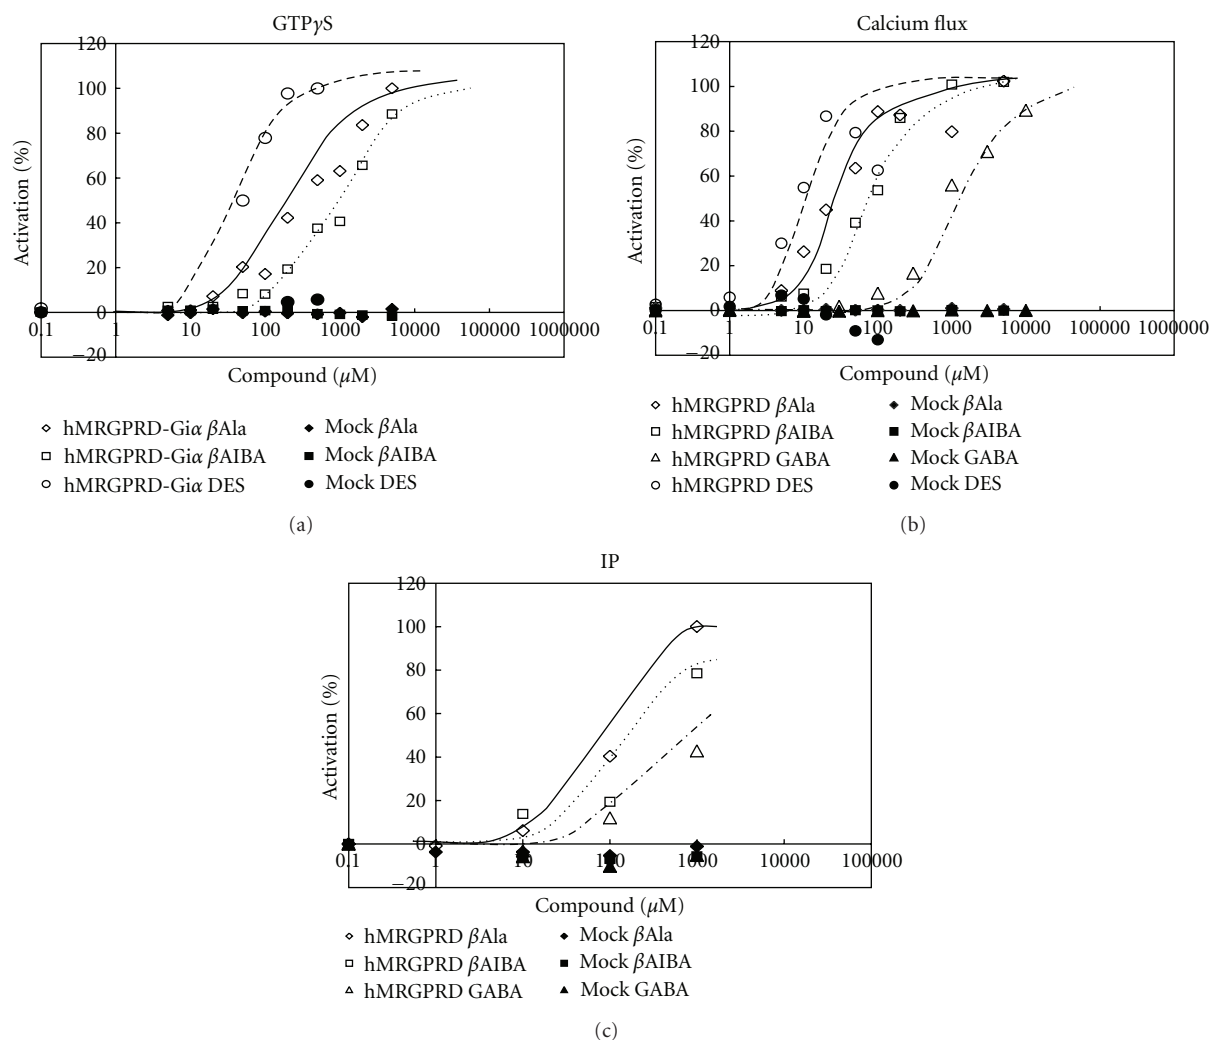 GTPγS
120
100
80
60
40
20
0
−20
Activation (%)
0.1 1 10 100 1000 10000 100000 1000000
Compound (μM)
hMRGPRD-Giα βAla
hMRGPRD-Giα βAIBA
hMRGPRD-Giα DES
Mock βAla
Mock βAIBA
Mock DES
(a)
Calcium flux
120
100
80
60
40
20
0
−20
Activation (%)
0.1 1 10 100 1000 10000 100000 1000000
Compound (μM)
hMRGPRD βAla
hMRGPRD βAIBA
hMRGPRD GABA
hMRGPRD DES
Mock βAla
Mock βAIBA
Mock GABA
Mock DES
(b)
IP
120
100
80
60
40
20
0
−20
Activation (%)
0.1 1 10 100 1000 10000 100000
Compound (μM)
hMRGPRD βAla
hMRGPRD βAIBA
hMRGPRD GABA
Mock βAla
Mock βAIBA
Mock GABA
(c)